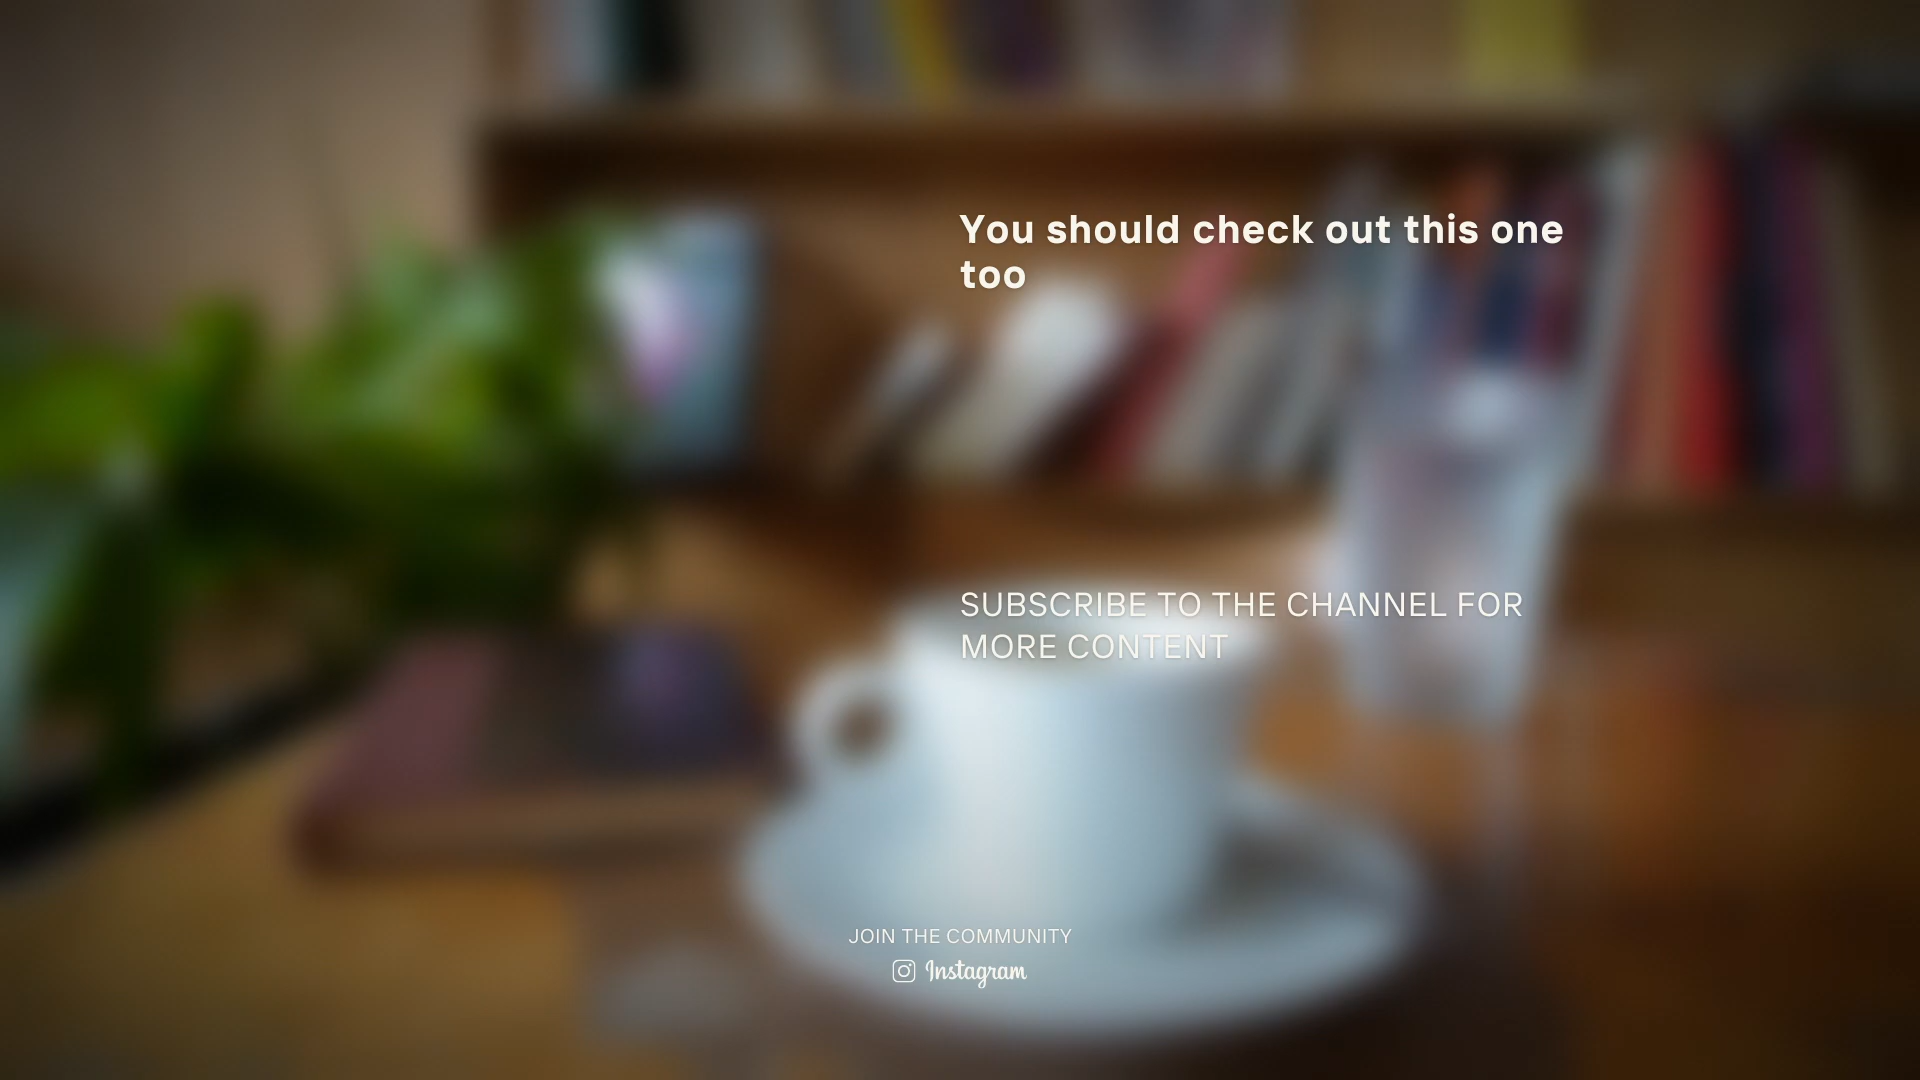 You should check out this one
too
SUBSCRIBE TO THE CHANNEL FOR
MORE CONTENT
JOIN THE COMMUNITY
Instagram